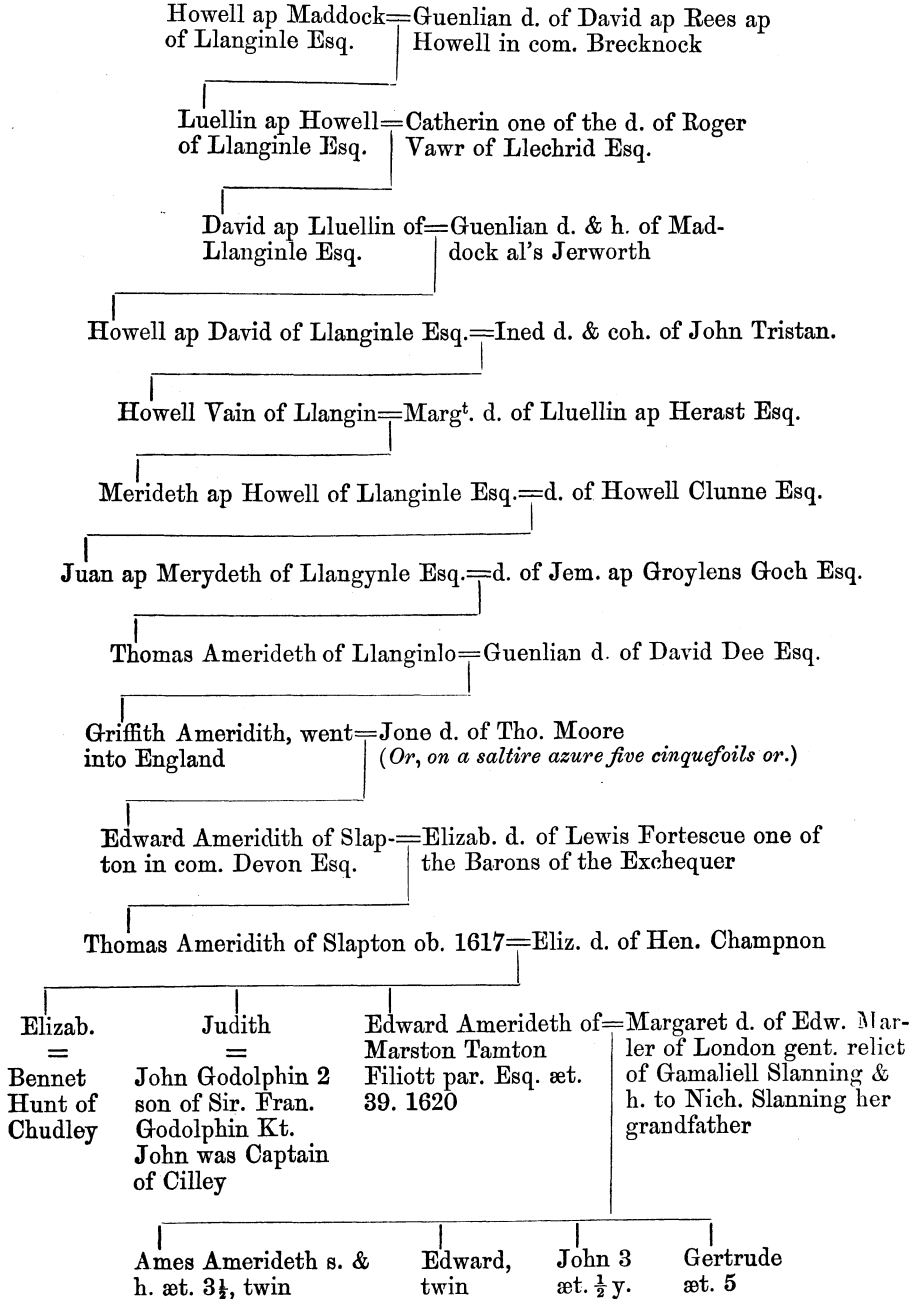 Howell ap Maddock=Guenlian d. of David ap Rees ap
of Llanginle Esq. Howell in com. Brecknock
Luellin ap Howell=Catherin one of the d. of Roger
of Llanginle Esq. Vawr of Llechrid Esq.
David ap Lluellin of=Guenlian d. & h. of Mad-
Llanginle Esq. dock al's Jerworth
Howell ap David of Llanginle Esq.=Ined d. & coh. of John Tristan.
Howell Vain of Llangin=Margt. d. of Lluellin ap Herast Esq.
Merideth ap Howell of Llanginle Esq.=d. of Howell Clunne Esq.
Juan ap Merydeth of Llangynle Esq.=d. of Jem. ap Groylens Goch Esq.
Thomas Amerideth of Llanginlo=Guenlian d. of David Dee Esq.
Griffith Ameridith, went=Jone d. of Tho. Moore
into England (Or, on a saltire azure five cinquefoils or.)
Edward Ameridith of Slap-=Elizab. d. of Lewis Fortescue one of
ton in com. Devon Esq. the Barons of the Exchequer
Thomas Ameridith of Slapton ob. 1617=Eliz. d. of Hen. Champnon
Elizab.
=
Bennet
Hunt of
Chudley
Judith
=
John Godolphin 2
son of Sir. Fran.
Godolphin Kt.
John was Captain
of Cilley
Edward Amerideth of=
Marston Tamton
Filiott par. Esq. æt.
39. 1620
Margaret d. of Edw. Mar-
ler of London gent. relict
of Gamaliell Slanning &
h. to Nich. Slanning her
grandfather
Ames Amerideth s. &
h. æt. 3½, twin
Edward,
twin
John 3
æt. ½ y.
Gertrude
æt. 5